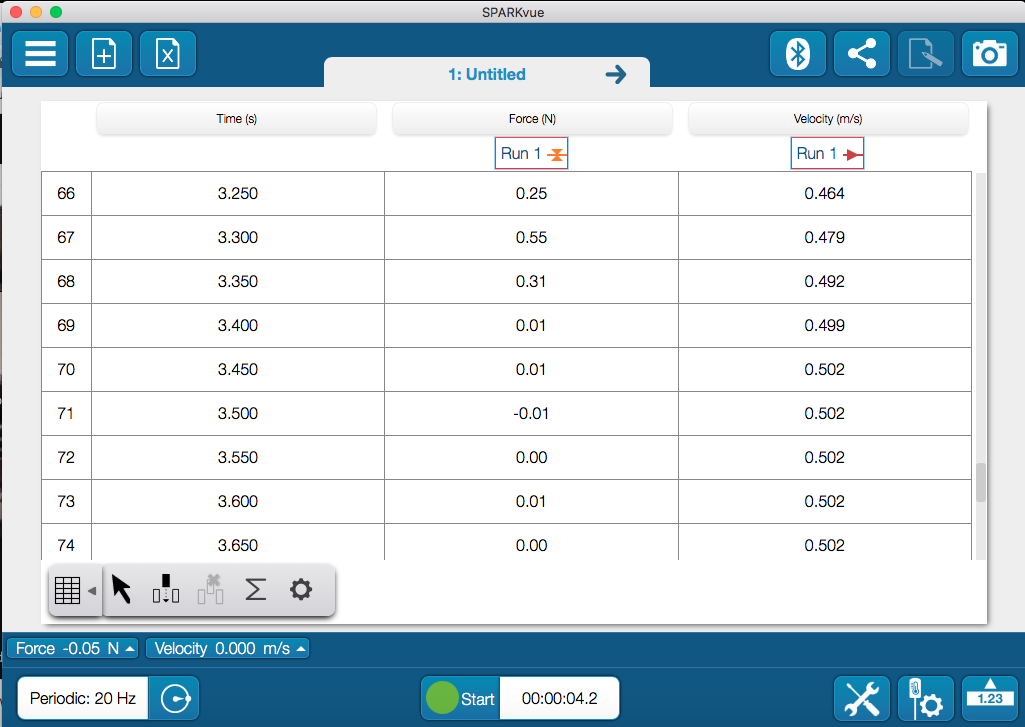 SPARKvue
1: Untitled
Time (s) Force (N) Velocity (m/s)
Run 1 Run 1
66 3.250 0.25 0.464
67 3.300 0.55 0.479
68 3.350 0.31 0.492
69 3.400 0.01 0.499
70 3.450 0.01 0.502
71 3.500 -0.01 0.502
72 3.550 0.00 0.502
73 3.600 0.01 0.502
74 3.650 0.00 0.502
Force -0.05 N Velocity 0.000 m/s
Periodic: 20 Hz Start 00:00:04.2 1.23